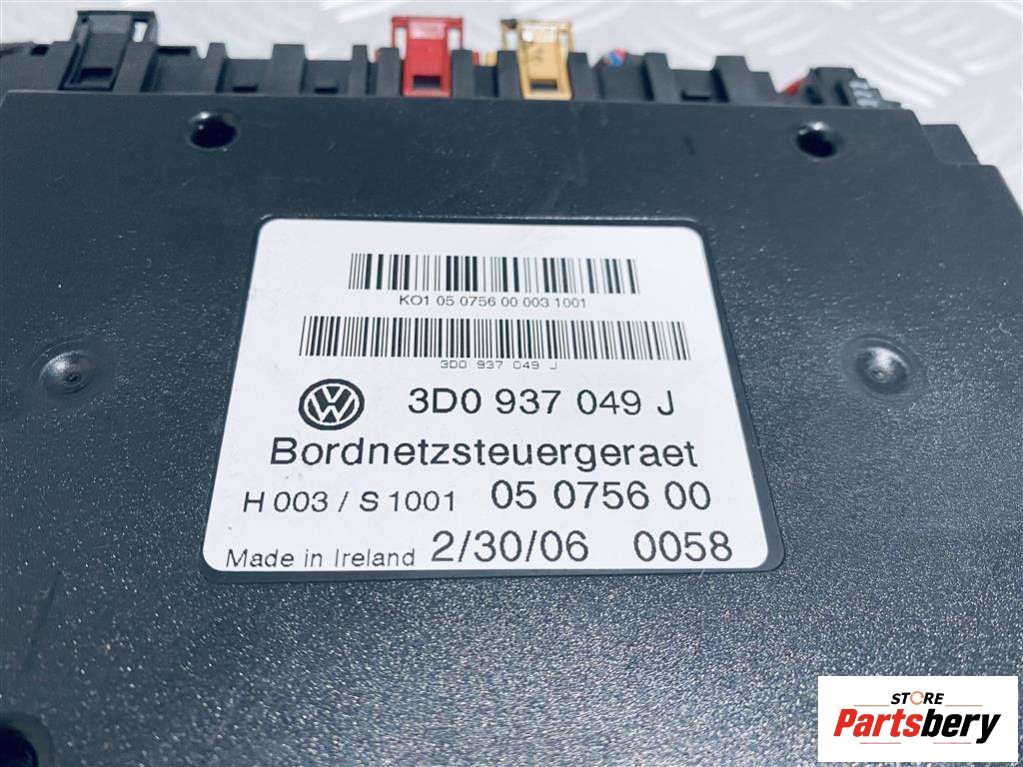 KO1 05 0756 00 003 1001
3D0 937 049 J
3D0 937 049 J
Bordnetzsteuergeraet
H 003 / S 1001 05 0756 00
Made in Ireland 2/30/06 0058
STORE
Partsbery